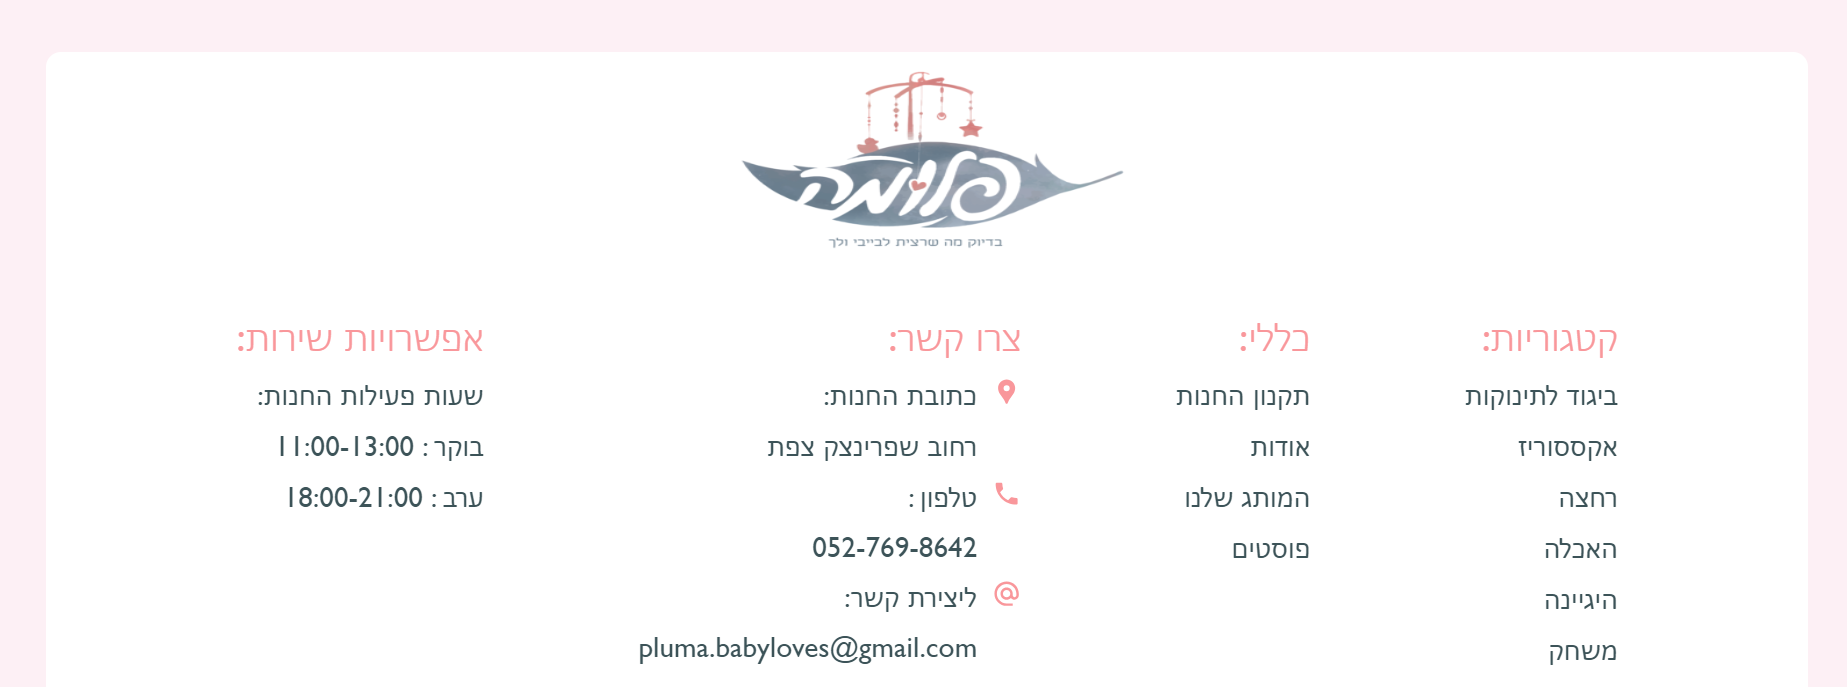 פלומה
בדיוק מה שרצית לבייבי ולך
קטגוריות:
ביגוד לתינוקות
אקססוריז
רחצה
האכלה
היגיינה
משחק
כללי:
תקנון החנות
אודות
המותג שלנו
פוסטים
צרו קשר:
כתובת החנות:
רחוב שפרינצק צפת
טלפון :
052-769-8642
ליצירת קשר:
pluma.babyloves@gmail.com
אפשרויות שירות:
שעות פעילות החנות:
בוקר : 11:00-13:00
ערב : 18:00-21:00